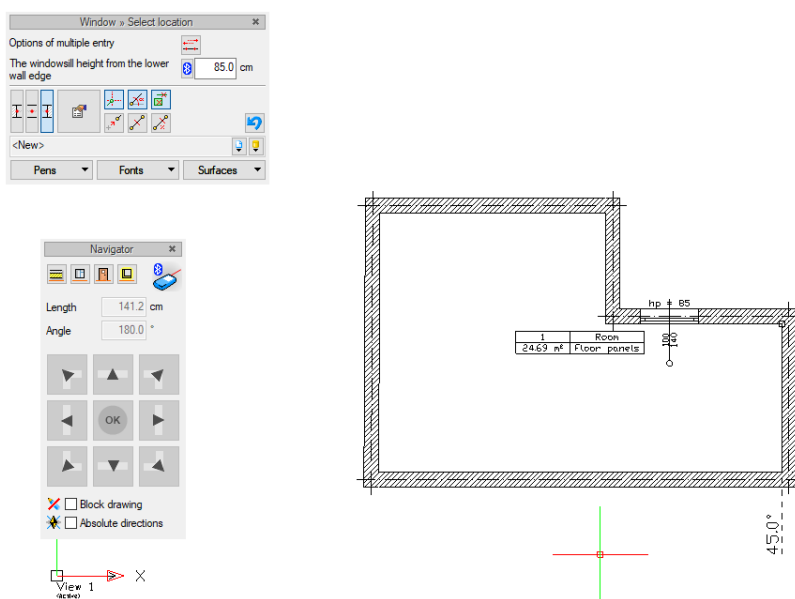 Window » Select location
Options of multiple entry
The windowsill height from the lower
wall edge
85.0 cm
<New>
Pens Fonts Surfaces
Navigator
Length 141.2 cm
Angle 180.0 °
OK
Block drawing
Absolute directions
X
View 1
(Active)
hp = 85
100
140
1 Room
24.69 m² Floor panels
45.0°